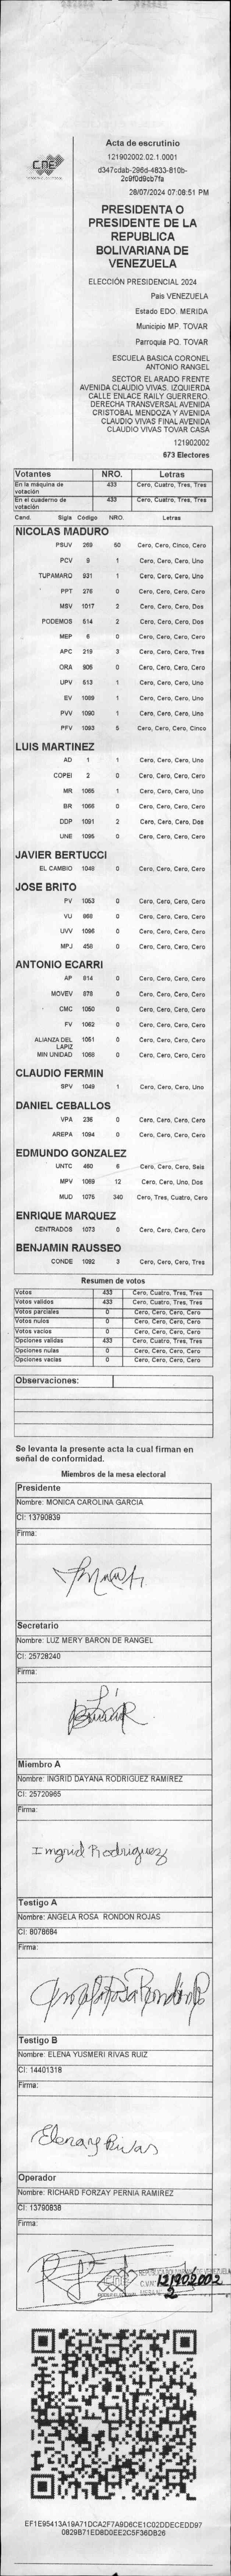 CNE
Acta de escrutinio
121902002.02.1.0001
d347cdab-296d-4833-810b-
2c9f0d9cb7fa
28/07/2024 07:08:51 PM
PRESIDENTA O
PRESIDENTE DE LA
REPUBLICA
BOLIVARIANA DE
VENEZUELA
ELECCIÓN PRESIDENCIAL 2024
País VENEZUELA
Estado EDO. MERIDA
Municipio MP. TOVAR
Parroquia PQ. TOVAR
ESCUELA BASICA CORONEL
ANTONIO RANGEL
SECTOR EL ARADO FRENTE
AVENIDA CLAUDIO VIVAS. IZQUIERDA
CALLE ENLACE RAILY GUERRERO.
DERECHA TRANSVERSAL AVENIDA
CRISTOBAL MENDOZA Y AVENIDA
CLAUDIO VIVAS FINAL AVENIDA
CLAUDIO VIVAS TOVAR CASA
121902002
673 Electores
Votantes NRO. Letras
En la máquina de votación 433 Cero, Cuatro, Tres, Tres
En el cuaderno de votación 433 Cero, Cuatro, Tres, Tres
Cand. Sigla Código NRO. Letras
NICOLAS MADURO
PSUV 269 50 Cero, Cero, Cinco, Cero
PCV 9 1 Cero, Cero, Cero, Uno
TUPAMARO 931 1 Cero, Cero, Cero, Uno
PPT 276 0 Cero, Cero, Cero, Cero
MSV 1017 2 Cero, Cero, Cero, Dos
PODEMOS 514 2 Cero, Cero, Cero, Dos
MEP 6 0 Cero, Cero, Cero, Cero
APC 219 3 Cero, Cero, Cero, Tres
ORA 906 0 Cero, Cero, Cero, Cero
UPV 513 1 Cero, Cero, Cero, Uno
EV 1089 1 Cero, Cero, Cero, Uno
PVV 1090 1 Cero, Cero, Cero, Uno
PFV 1093 5 Cero, Cero, Cero, Cinco
LUIS MARTINEZ
AD 1 1 Cero, Cero, Cero, Uno
COPEI 2 0 Cero, Cero, Cero, Cero
MR 1065 1 Cero, Cero, Cero, Uno
BR 1066 0 Cero, Cero, Cero, Cero
DDP 1091 2 Cero, Cero, Cero, Dos
UNE 1095 0 Cero, Cero, Cero, Cero
JAVIER BERTUCCI
EL CAMBIO 1048 0 Cero, Cero, Cero, Cero
JOSE BRITO
PV 1053 0 Cero, Cero, Cero, Cero
VU 868 0 Cero, Cero, Cero, Cero
UVV 1096 0 Cero, Cero, Cero, Cero
MPJ 458 0 Cero, Cero, Cero, Cero
ANTONIO ECARRI
AP 814 0 Cero, Cero, Cero, Cero
MOVEV 878 0 Cero, Cero, Cero, Cero
CMC 1050 0 Cero, Cero, Cero, Cero
FV 1062 0 Cero, Cero, Cero, Cero
ALIANZA DEL LAPIZ 1051 0 Cero, Cero, Cero, Cero
MIN UNIDAD 1068 0 Cero, Cero, Cero, Cero
CLAUDIO FERMIN
SPV 1049 1 Cero, Cero, Cero, Uno
DANIEL CEBALLOS
VPA 236 0 Cero, Cero, Cero, Cero
AREPA 1094 0 Cero, Cero, Cero, Cero
EDMUNDO GONZALEZ
UNTC 460 6 Cero, Cero, Cero, Seis
MPV 1069 12 Cero, Cero, Uno, Dos
MUD 1076 340 Cero, Tres, Cuatro, Cero
ENRIQUE MARQUEZ
CENTRADOS 1073 0 Cero, Cero, Cero, Cero
BENJAMIN RAUSSEO
CONDE 1092 3 Cero, Cero, Cero, Tres
Resumen de votos
Votos 433 Cero, Cuatro, Tres, Tres
Votos validos 433 Cero, Cuatro, Tres, Tres
Votos parciales 0 Cero, Cero, Cero, Cero
Votos nulos 0 Cero, Cero, Cero, Cero
Votos vacios 0 Cero, Cero, Cero, Cero
Opciones validas 433 Cero, Cuatro, Tres, Tres
Opciones nulas 0 Cero, Cero, Cero, Cero
Opciones vacias 0 Cero, Cero, Cero, Cero
Observaciones:
Se levanta la presente acta la cual firman en
señal de conformidad.
Miembros de la mesa electoral
Presidente
Nombre: MONICA CAROLINA GARCIA
CI: 13790839
Firma:
Secretario
Nombre: LUZ MERY BARON DE RANGEL
CI: 25728240
Firma:
Miembro A
Nombre: INGRID DAYANA RODRIGUEZ RAMIREZ
CI: 25720965
Firma:
Ingrid Rodriguez
Testigo A
Nombre: ANGELA ROSA RONDON ROJAS
CI: 8078684
Firma:
Testigo B
Nombre: ELENA YUSMERI RIVAS RUIZ
CI: 14401318
Firma:
Elena y Rivas
Operador
Nombre: RICHARD FORZAY PERNIA RAMIREZ
CI: 13790838
Firma:
CNE
121902002
2
EF1E95413A19A71DCA2F7A9D6CE1C02DDECEDD97
0829B71ED8D0EE2C5F36DB26